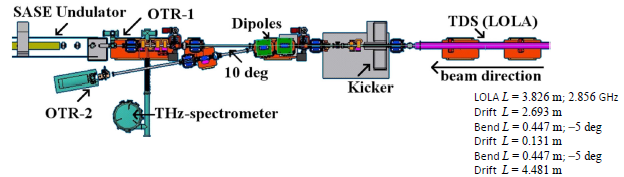 SASE Undulator
OTR-1
Dipoles
TDS (LOLA)
10 deg
Kicker
beam direction
OTR-2
THz-spectrometer
LOLA L = 3.826 m; 2.856 GHz
Drift L = 2.693 m
Bend L = 0.447 m; −5 deg
Drift L = 0.131 m
Bend L = 0.447 m; −5 deg
Drift L = 4.481 m